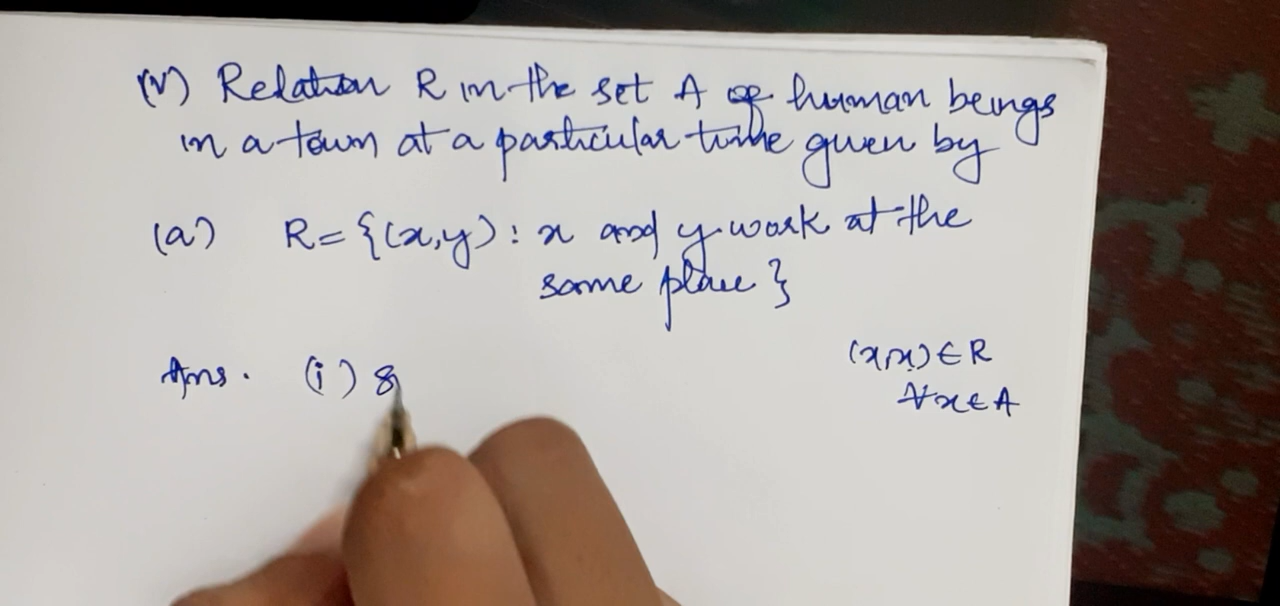 (v) Relation R in the set A of human beings
in a town at a particular time given by
(a) R = {(x,y) : x and y work at the
same place}
(x,x) ∈ R
∀x ∈ A
Ans. (i)